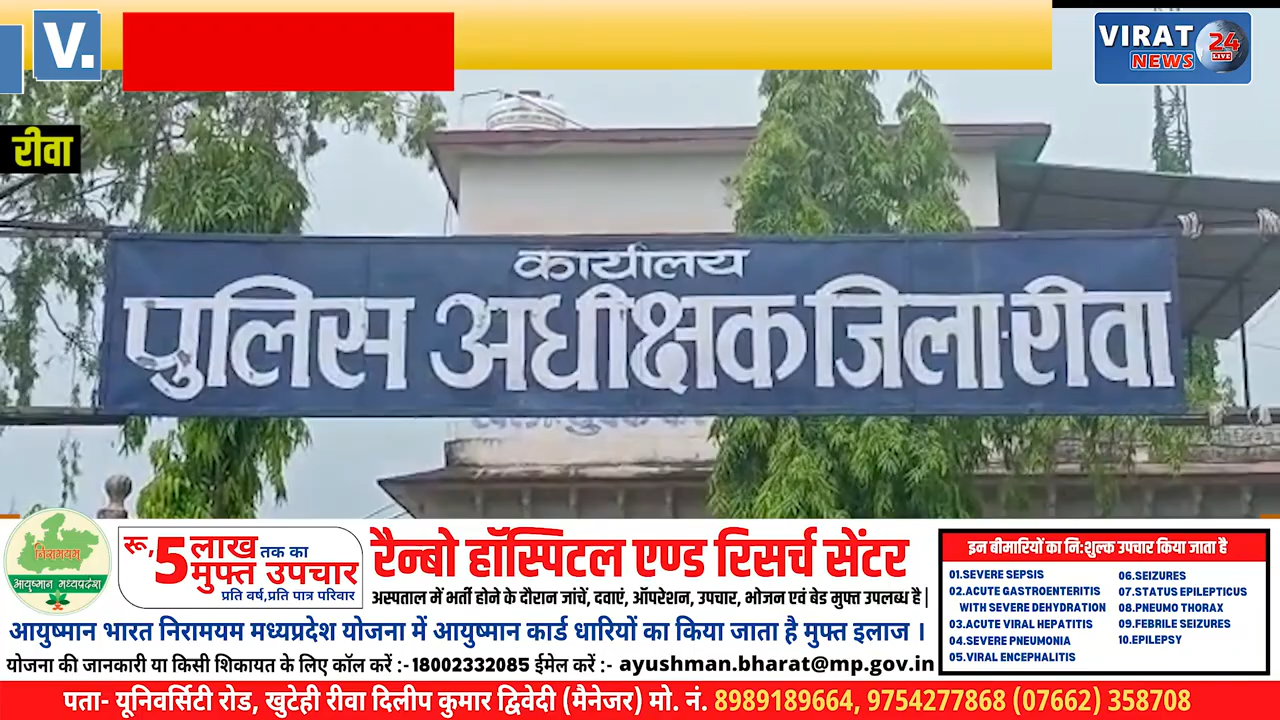 V.
VIRAT
NEWS
24
LIVE
रीवा
कार्यालय
पुलिस अधीक्षक जिला-रीवा
निरामयम्
आयुष्मान मध्यप्रदेश
रू,5 लाख तक का
मुफ्त उपचार
प्रति वर्ष,प्रति पात्र परिवार
रैन्बो हॉस्पिटल एण्ड रिसर्च सेंटर
अस्पताल में भर्ती होने के दौरान जांचें, दवाएं, ऑपरेशन, उपचार, भोजन एवं बेड मुफ्त उपलब्ध है|
आयुष्मान भारत निरामयम मध्यप्रदेश योजना में आयुष्मान कार्ड धारियों का किया जाता है मुफ्त इलाज ।
योजना की जानकारी या किसी शिकायत के लिए कॉल करें :- 18002332085 ईमेल करें :- ayushman.bharat@mp.gov.in
इन बीमारियों का नि:शुल्क उपचार किया जाता है
01.SEVERE SEPSIS
02.ACUTE GASTROENTERITIS
WITH SEVERE DEHYDRATION
03.ACUTE VIRAL HEPATITIS
04.SEVERE PNEUMONIA
05.VIRAL ENCEPHALITIS
06.SEIZURES
07.STATUS EPILEPTICUS
08.PNEUMO THORAX
09.FEBRILE SEIZURES
10.EPILEPSY
पता- यूनिवर्सिटी रोड, खुटेही रीवा दिलीप कुमार द्विवेदी (मैनेजर) मो. नं. 8989189664, 9754277868 (07662) 358708